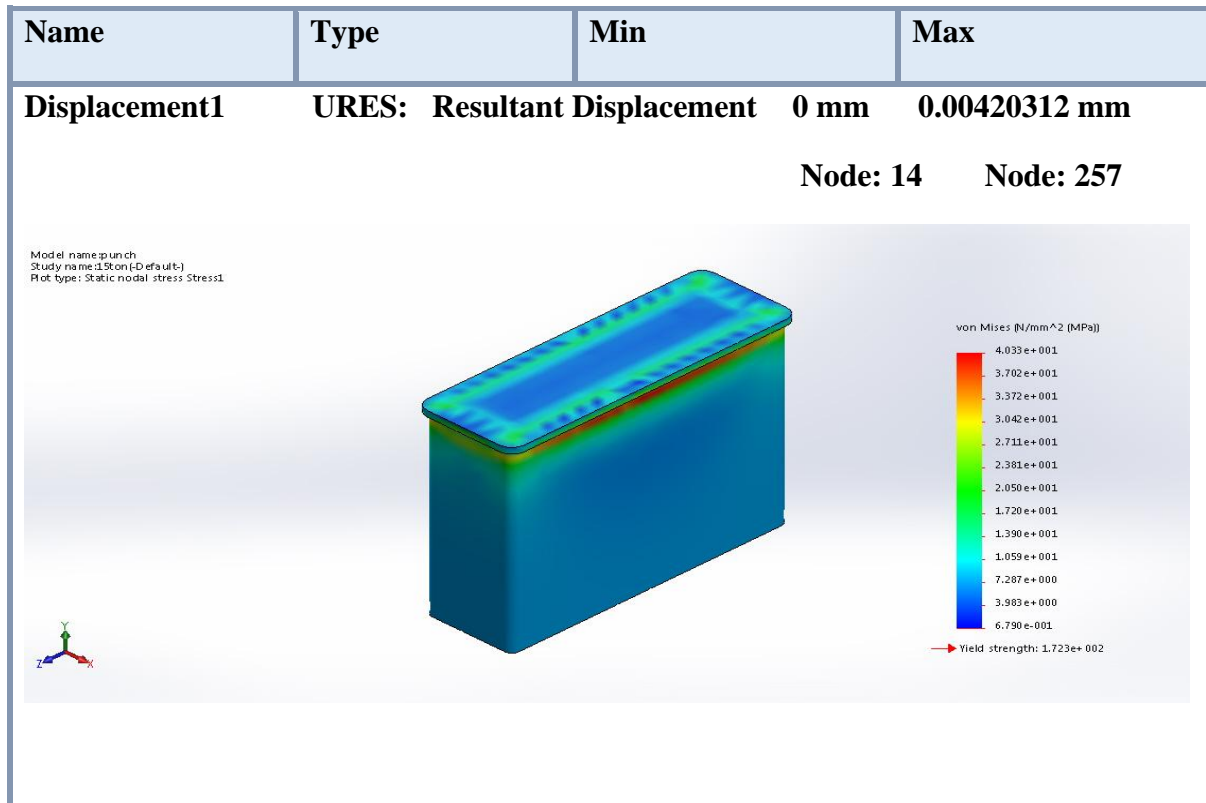 Name Type Min Max
Displacement1 URES: Resultant Displacement 0 mm 0.00420312 mm
Node: 14 Node: 257
Model name:punch
Study name:15ton(-Default-)
Plot type: Static nodal stress Stress1
von Mises (N/mm^2 (MPa))
4.033e+001
3.702e+001
3.372e+001
3.042e+001
2.711e+001
2.381e+001
2.050e+001
1.720e+001
1.390e+001
1.059e+001
7.287e+000
3.983e+000
6.790e-001
Yield strength: 1.723e+002
Y
Z X